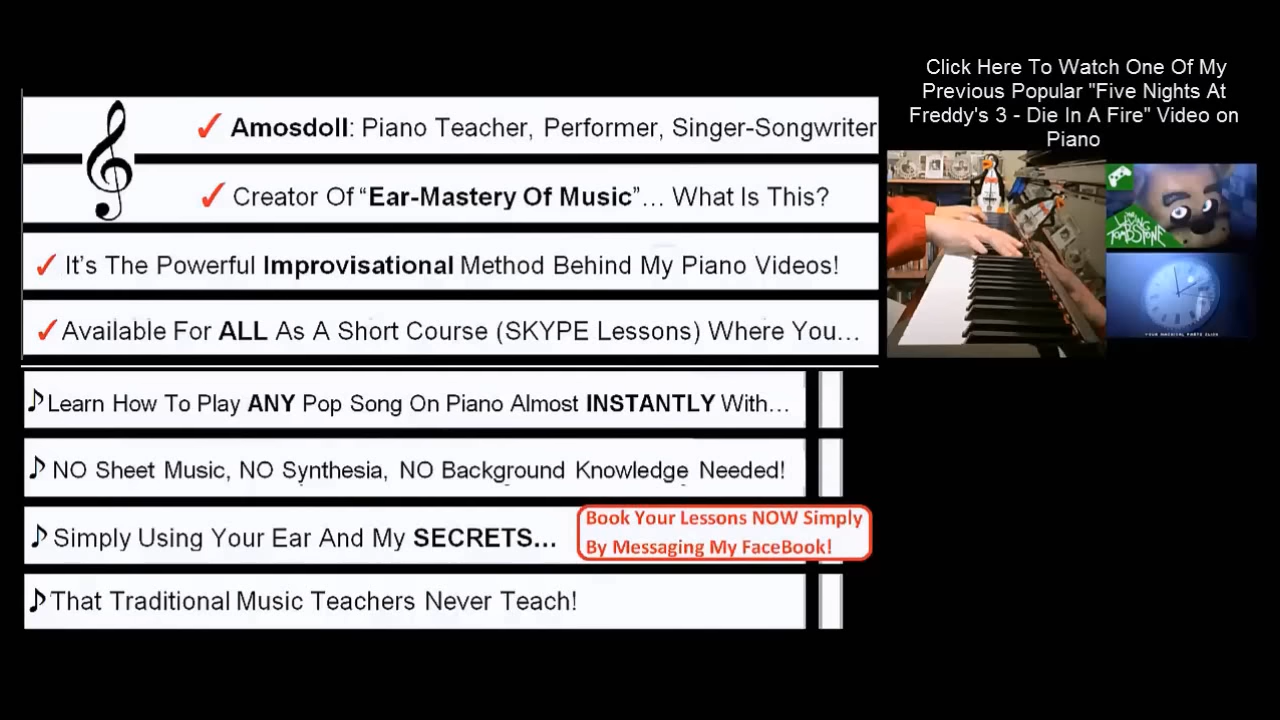 Click Here To Watch One Of My
Previous Popular "Five Nights At
Freddy's 3 - Die In A Fire" Video on
Piano
✓ Amosdoll: Piano Teacher, Performer, Singer-Songwriter
✓ Creator Of “Ear-Mastery Of Music”... What Is This?
✓ It’s The Powerful Improvisational Method Behind My Piano Videos!
✓ Available For ALL As A Short Course (SKYPE Lessons) Where You...
♪ Learn How To Play ANY Pop Song On Piano Almost INSTANTLY With...
♪ NO Sheet Music, NO Synthesia, NO Background Knowledge Needed!
♪ Simply Using Your Ear And My SECRETS...
Book Your Lessons NOW Simply
By Messaging My FaceBook!
♪ That Traditional Music Teachers Never Teach!
THE
LIVING
TOMBSTONE